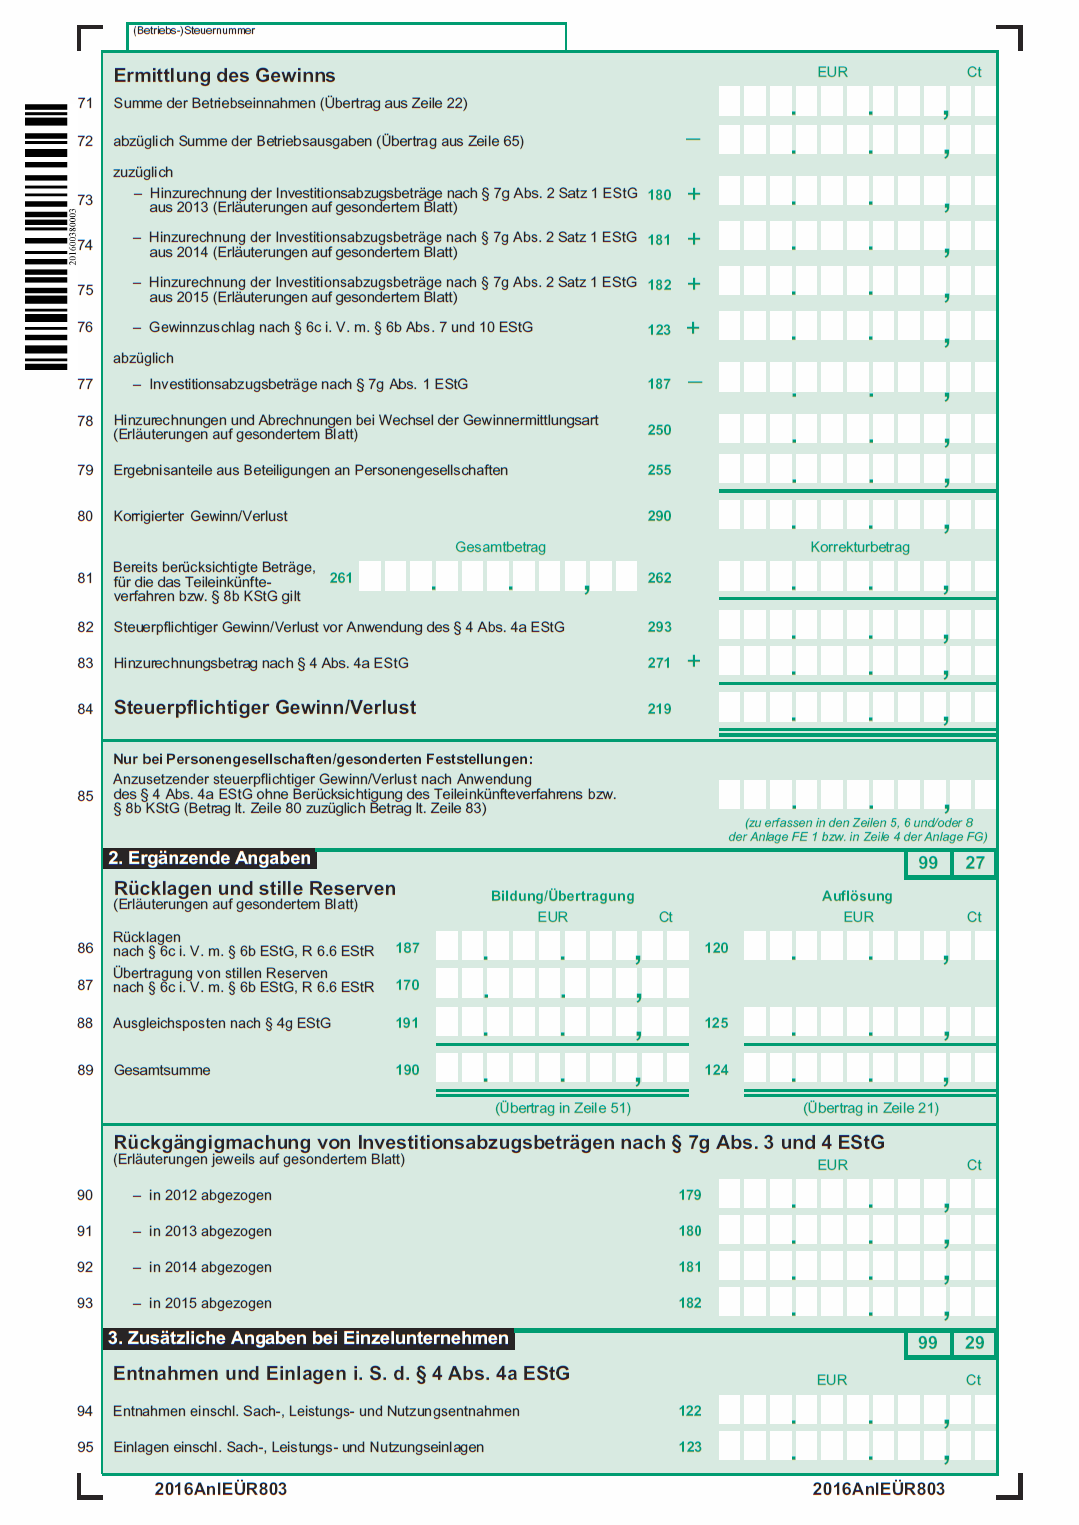 (Betriebs-)Steuernummer
Ermittlung des Gewinns EUR Ct
71 Summe der Betriebseinnahmen (Übertrag aus Zeile 22)
72 abzüglich Summe der Betriebsausgaben (Übertrag aus Zeile 65) –
zuzüglich
73 – Hinzurechnung der Investitionsabzugsbeträge nach § 7g Abs. 2 Satz 1 EStG 180 +
aus 2013 (Erläuterungen auf gesondertem Blatt)
74 – Hinzurechnung der Investitionsabzugsbeträge nach § 7g Abs. 2 Satz 1 EStG 181 +
aus 2014 (Erläuterungen auf gesondertem Blatt)
75 – Hinzurechnung der Investitionsabzugsbeträge nach § 7g Abs. 2 Satz 1 EStG 182 +
aus 2015 (Erläuterungen auf gesondertem Blatt)
76 – Gewinnzuschlag nach § 6c i. V. m. § 6b Abs. 7 und 10 EStG 123 +
abzüglich
77 – Investitionsabzugsbeträge nach § 7g Abs. 1 EStG 187 –
78 Hinzurechnungen und Abrechnungen bei Wechsel der Gewinnermittlungsart
(Erläuterungen auf gesondertem Blatt) 250
79 Ergebnisanteile aus Beteiligungen an Personengesellschaften 255
80 Korrigierter Gewinn/Verlust 290
Gesamtbetrag Korrekturbetrag
Bereits berücksichtigte Beträge,
81 für die das Teileinkünfte- 261 262
verfahren bzw. § 8b KStG gilt
82 Steuerpflichtiger Gewinn/Verlust vor Anwendung des § 4 Abs. 4a EStG 293
83 Hinzurechnungsbetrag nach § 4 Abs. 4a EStG 271 +
84 Steuerpflichtiger Gewinn/Verlust 219
Nur bei Personengesellschaften/gesonderten Feststellungen:
Anzusetzender steuerpflichtiger Gewinn/Verlust nach Anwendung
85 des § 4 Abs. 4a EStG ohne Berücksichtigung des Teileinkünfteverfahrens bzw.
§ 8b KStG (Betrag lt. Zeile 80 zuzüglich Betrag lt. Zeile 83)
(zu erfassen in den Zeilen 5, 6 und/oder 8
der Anlage FE 1 bzw. in Zeile 4 der Anlage FG)
2. Ergänzende Angaben 99 27
Rücklagen und stille Reserven Bildung/Übertragung Auflösung
(Erläuterungen auf gesondertem Blatt) EUR Ct EUR Ct
Rücklagen
86 nach § 6c i. V. m. § 6b EStG, R 6.6 EStR 187 120
Übertragung von stillen Reserven
87 nach § 6c i. V. m. § 6b EStG, R 6.6 EStR 170
88 Ausgleichsposten nach § 4g EStG 191 125
89 Gesamtsumme 190 124
(Übertrag in Zeile 51) (Übertrag in Zeile 21)
Rückgängigmachung von Investitionsabzugsbeträgen nach § 7g Abs. 3 und 4 EStG
(Erläuterungen jeweils auf gesondertem Blatt) EUR Ct
90 – in 2012 abgezogen 179
91 – in 2013 abgezogen 180
92 – in 2014 abgezogen 181
93 – in 2015 abgezogen 182
3. Zusätzliche Angaben bei Einzelunternehmen 99 29
Entnahmen und Einlagen i. S. d. § 4 Abs. 4a EStG EUR Ct
94 Entnahmen einschl. Sach-, Leistungs- und Nutzungsentnahmen 122
95 Einlagen einschl. Sach-, Leistungs- und Nutzungseinlagen 123
2016AnlEÜR803 2016AnlEÜR803
201600380003